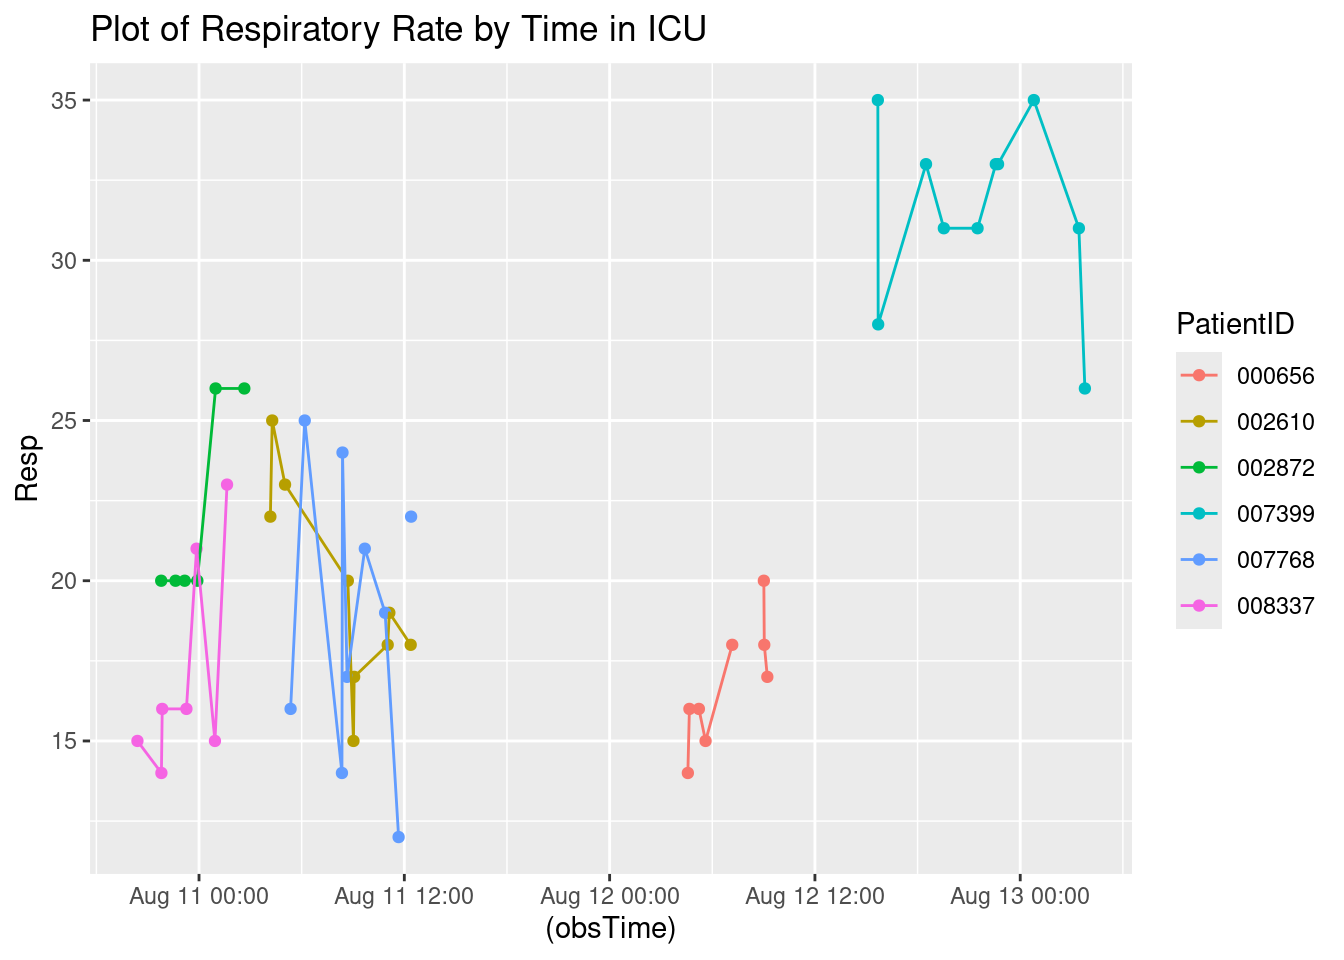 Plot of Respiratory Rate by Time in ICU
35
30
25
20
15
Resp
Aug 11 00:00
Aug 11 12:00
Aug 12 00:00
Aug 12 12:00
Aug 13 00:00
(obsTime)
PatientID
000656
002610
002872
007399
007768
008337